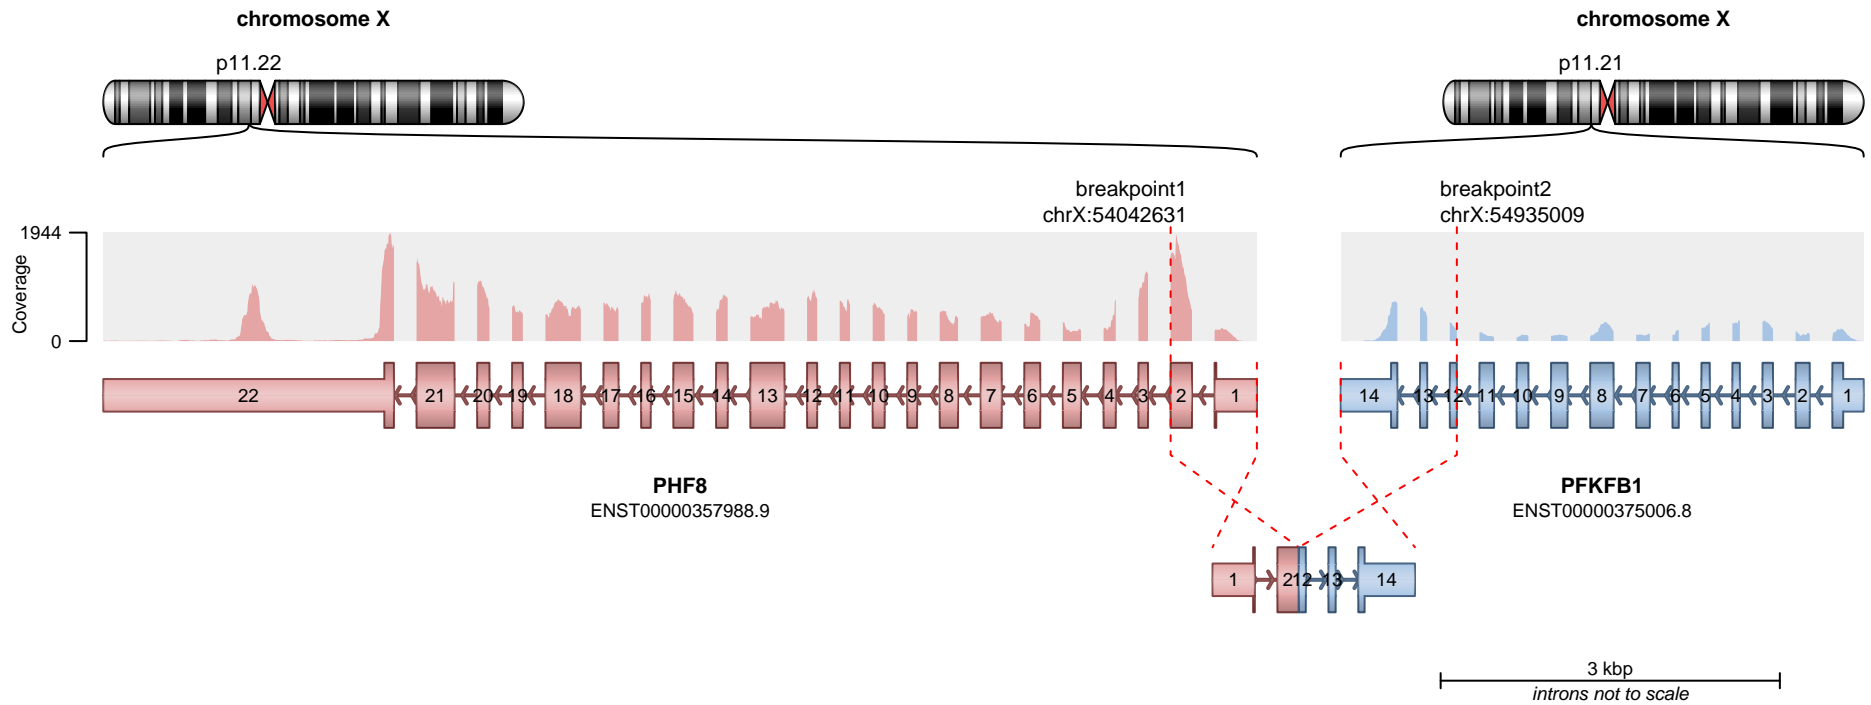 chromosome X
chromosome X
p11.22
p11.21
breakpoint1
chrX:54042631
breakpoint2
chrX:54935009
1944
Coverage
0
22 21 20 19 18 17 16 15 14 13 12 11 10 9 8 7 6 5 4 3 2 1
14 13 12 11 10 9 8 7 6 5 4 3 2 1
PHF8
ENST00000357988.9
PFKFB1
ENST00000375006.8
1 2 12 13 14
3 kbp
introns not to scale